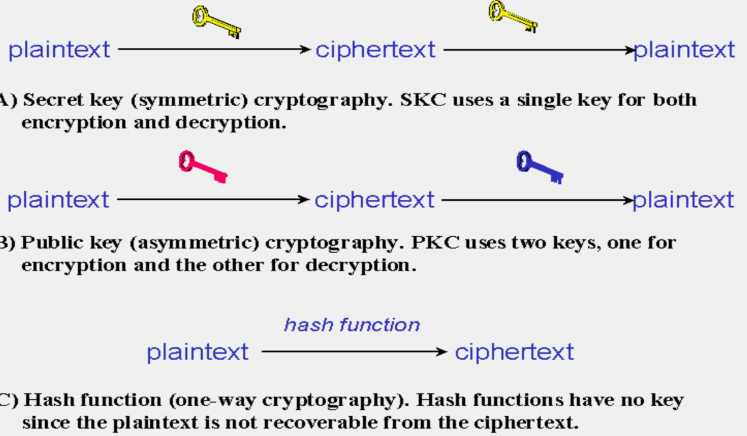 plaintext ciphertext plaintext
A) Secret key (symmetric) cryptography. SKC uses a single key for both
encryption and decryption.
plaintext ciphertext plaintext
B) Public key (asymmetric) cryptography. PKC uses two keys, one for
encryption and the other for decryption.
hash function
plaintext ciphertext
C) Hash function (one-way cryptography). Hash functions have no key
since the plaintext is not recoverable from the ciphertext.